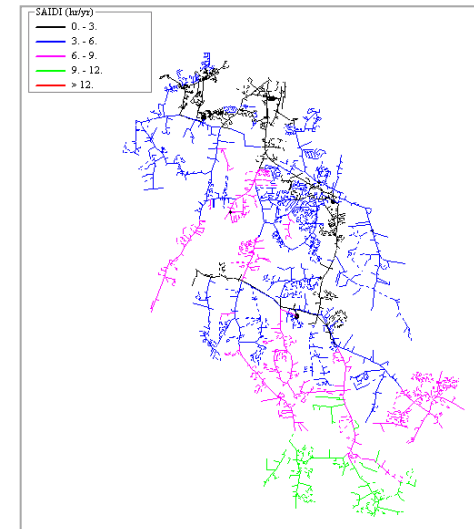 SAIDI (hr/yr)
0. - 3.
3. - 6.
6. - 9.
9. - 12.
> 12.